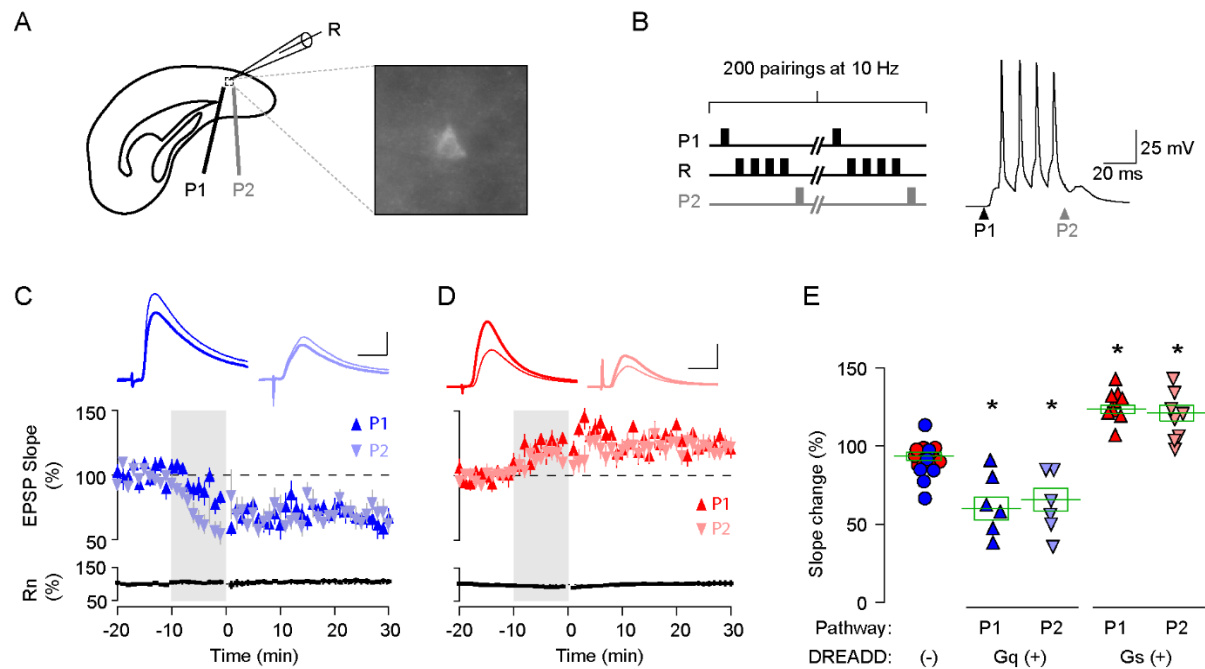 A
R
P1
P2
B
200 pairings at 10 Hz
P1
R
P2
25 mV
20 ms
P1
P2
C
150
100
50
EPSP Slope
(%)
P1
P2
150
50
Rn
(%)
-20
-10
0
10
20
30
Time (min)
D
P1
P2
-20
-10
0
10
20
30
Time (min)
E
150
100
50
0
Slope change (%)
*
*
*
*
Pathway:
P1
P2
P1
P2
DREADD:
(-)
Gq (+)
Gs (+)